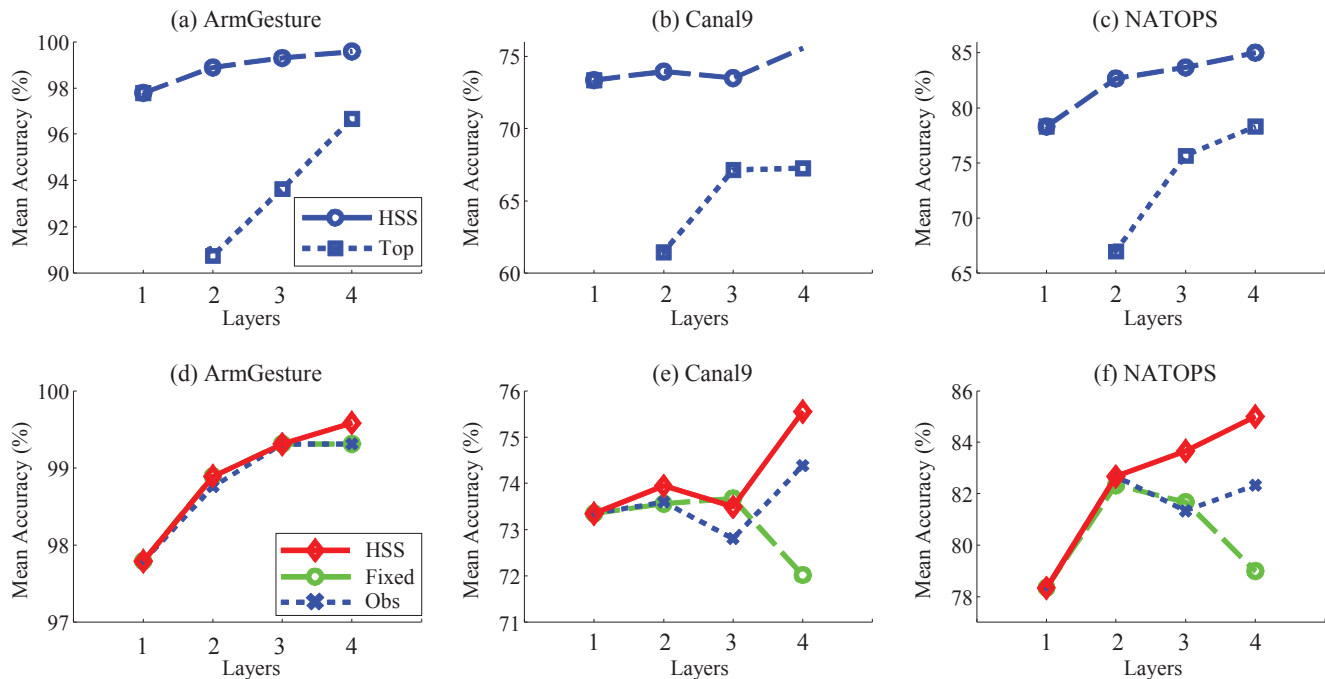 (a) ArmGesture
Mean Accuracy (%)
100
98
96
94
92
90
1 2 3 4
Layers
HSS
Top
(b) Canal9
Mean Accuracy (%)
75
70
65
60
1 2 3 4
Layers
(c) NATOPS
Mean Accuracy (%)
85
80
75
70
65
1 2 3 4
Layers
(d) ArmGesture
Mean Accuracy (%)
100
99
98
97
1 2 3 4
Layers
HSS
Fixed
Obs
(e) Canal9
Mean Accuracy (%)
76
75
74
73
72
71
1 2 3 4
Layers
(f) NATOPS
Mean Accuracy (%)
86
84
82
80
78
1 2 3 4
Layers